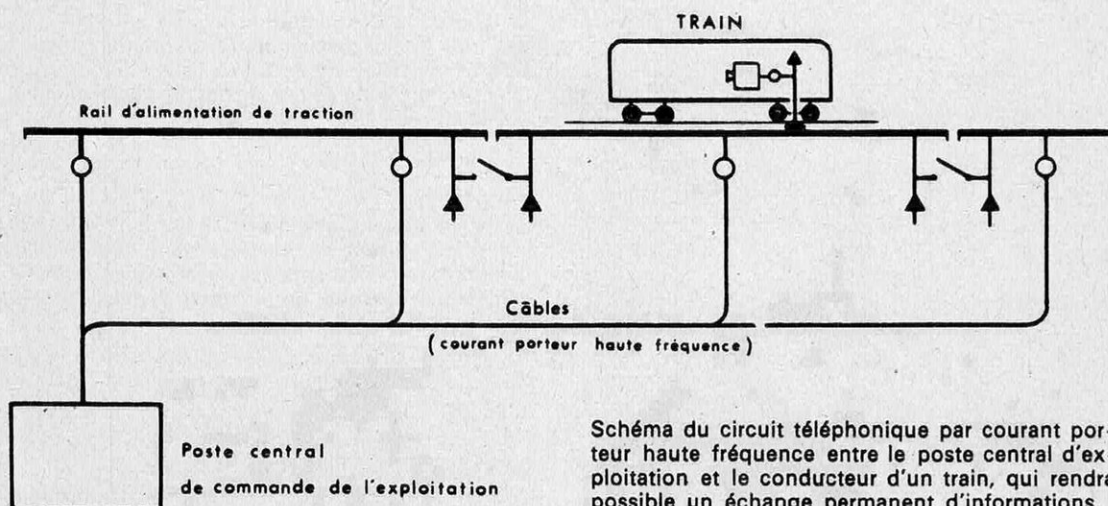 TRAIN
Rail d'alimentation de traction
Câbles
(courant porteur haute fréquence)
Poste central
de commande de l'exploitation
Schéma du circuit téléphonique par courant por-
teur haute fréquence entre le poste central d'ex-
ploitation et le conducteur d'un train, qui rendra
possible un échange permanent d'informations